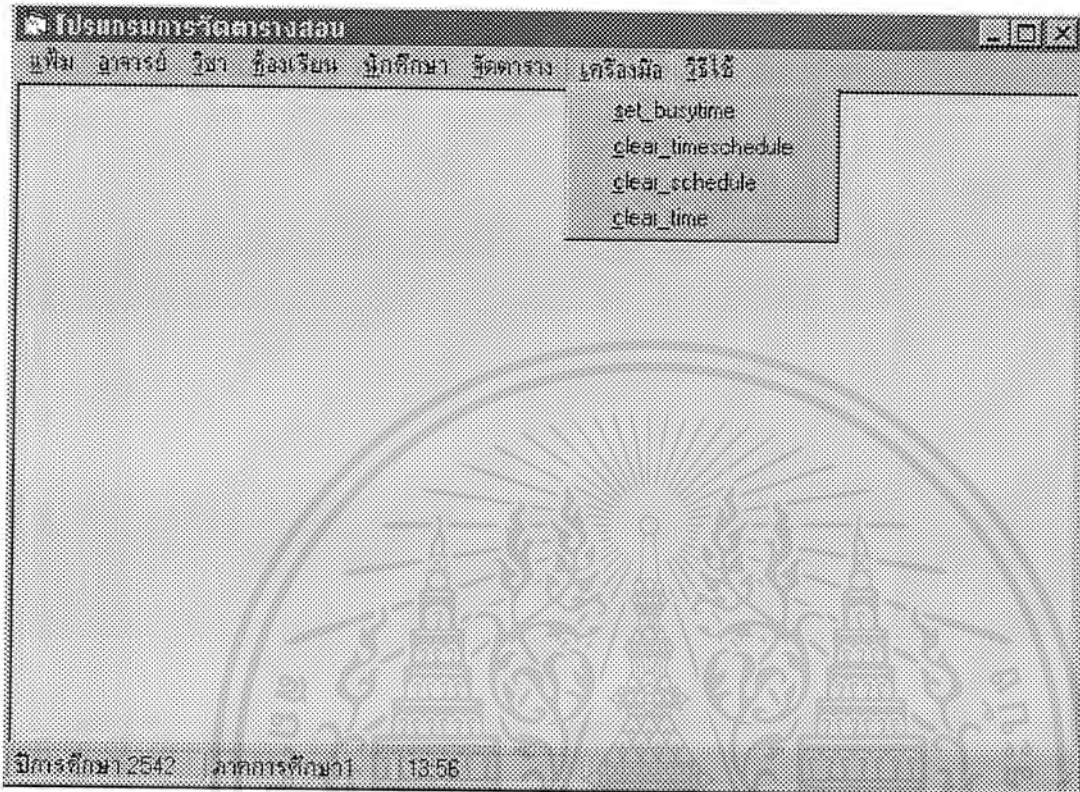 โปรแกรมการจัดตารางสอน
แฟ้ม อาจารย์ วิชา ห้องเรียน นักศึกษา จัดตาราง เครื่องมือ วิธีใช้
set_busytime
clear_timeschedule
clear_schedule
clear_time
ปีการศึกษา 2542 ภาคการศึกษา1 13:56